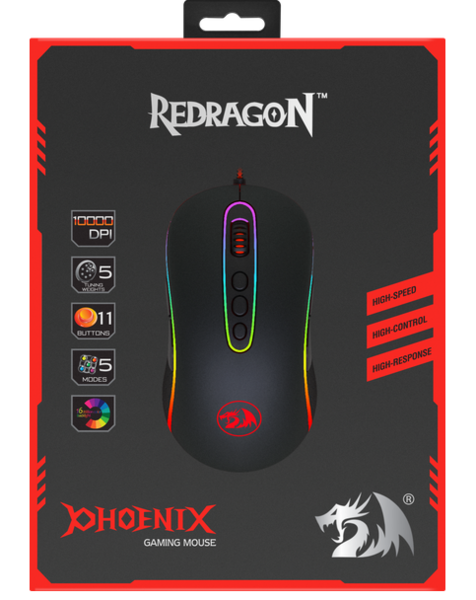 REDRAGON™
10000
DPI
5
TUNING
WEIGHTS
11
BUTTONS
5
MODES
HIGH-SPEED
HIGH-CONTROL
HIGH-RESPONSE
PHOENIX
GAMING MOUSE
®